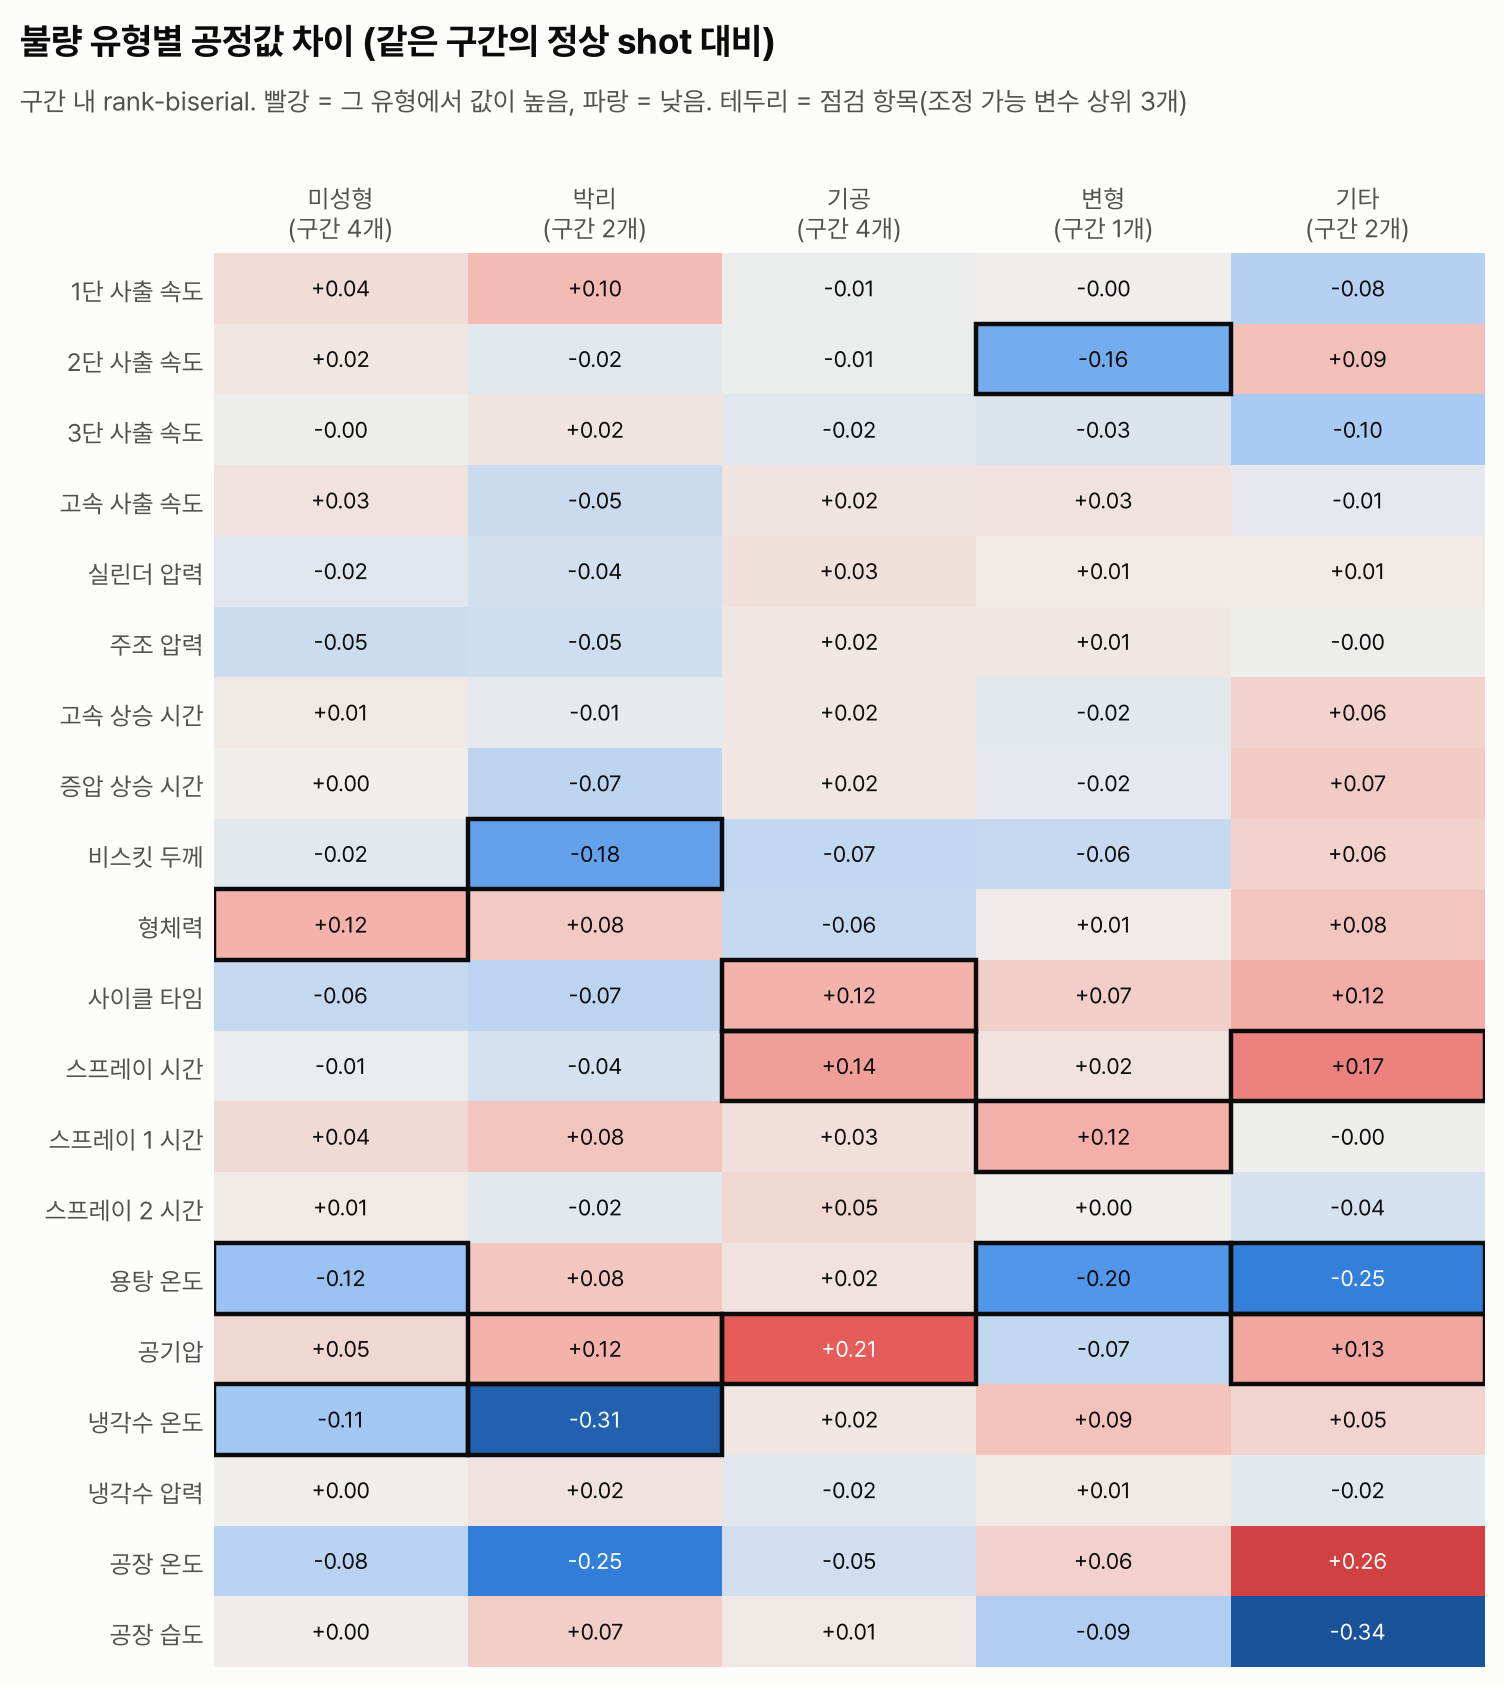 불량 유형별 공정값 차이 (같은 구간의 정상 shot 대비)
구간 내 rank-biserial. 빨강 = 그 유형에서 값이 높음, 파랑 = 낮음. 테두리 = 점검 항목(조정 가능 변수 상위 3개)
미성형 박리 기공 변형 기타
(구간 4개) (구간 2개) (구간 4개) (구간 1개) (구간 2개)
1단 사출 속도 +0.04 +0.10 -0.01 -0.00 -0.08
2단 사출 속도 +0.02 -0.02 -0.01 -0.16 +0.09
3단 사출 속도 -0.00 +0.02 -0.02 -0.03 -0.10
고속 사출 속도 +0.03 -0.05 +0.02 +0.03 -0.01
실린더 압력 -0.02 -0.04 +0.03 +0.01 +0.01
주조 압력 -0.05 -0.05 +0.02 +0.01 -0.00
고속 상승 시간 +0.01 -0.01 +0.02 -0.02 +0.06
증압 상승 시간 +0.00 -0.07 +0.02 -0.02 +0.07
비스킷 두께 -0.02 -0.18 -0.07 -0.06 +0.06
형체력 +0.12 +0.08 -0.06 +0.01 +0.08
사이클 타임 -0.06 -0.07 +0.12 +0.07 +0.12
스프레이 시간 -0.01 -0.04 +0.14 +0.02 +0.17
스프레이 1 시간 +0.04 +0.08 +0.03 +0.12 -0.00
스프레이 2 시간 +0.01 -0.02 +0.05 +0.00 -0.04
용탕 온도 -0.12 +0.08 +0.02 -0.20 -0.25
공기압 +0.05 +0.12 +0.21 -0.07 +0.13
냉각수 온도 -0.11 -0.31 +0.02 +0.09 +0.05
냉각수 압력 +0.00 +0.02 -0.02 +0.01 -0.02
공장 온도 -0.08 -0.25 -0.05 +0.06 +0.26
공장 습도 +0.00 +0.07 +0.01 -0.09 -0.34